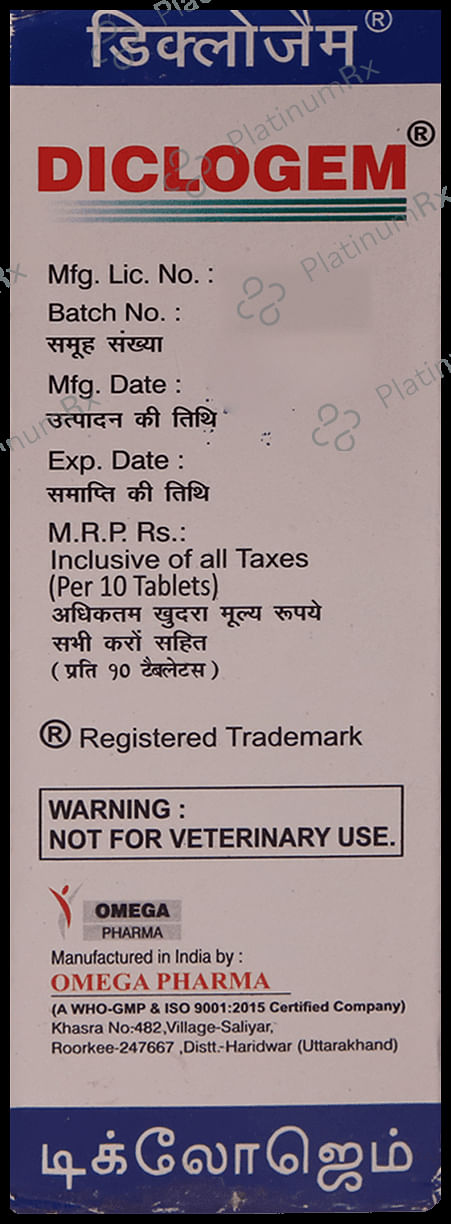 डिक्लोजैम®
DICLOGEM®
Mfg. Lic. No. :
Batch No. :
समूह संख्या
Mfg. Date :
उत्पादन की तिथि
Exp. Date :
समाप्ति की तिथि
M.R.P. Rs.:
Inclusive of all Taxes
(Per 10 Tablets)
अधिकतम खुदरा मूल्य रूपये
सभी करों सहित
( प्रति १० टैबलेटस )
® Registered Trademark
WARNING :
NOT FOR VETERINARY USE.
OMEGA
PHARMA
Manufactured in India by :
OMEGA PHARMA
(A WHO-GMP & ISO 9001:2015 Certified Company)
Khasra No:482,Village-Saliyar,
Roorkee-247667 ,Distt.-Haridwar (Uttarakhand)
டிக்லோஜெம்
PlatinumRx
PlatinumRx